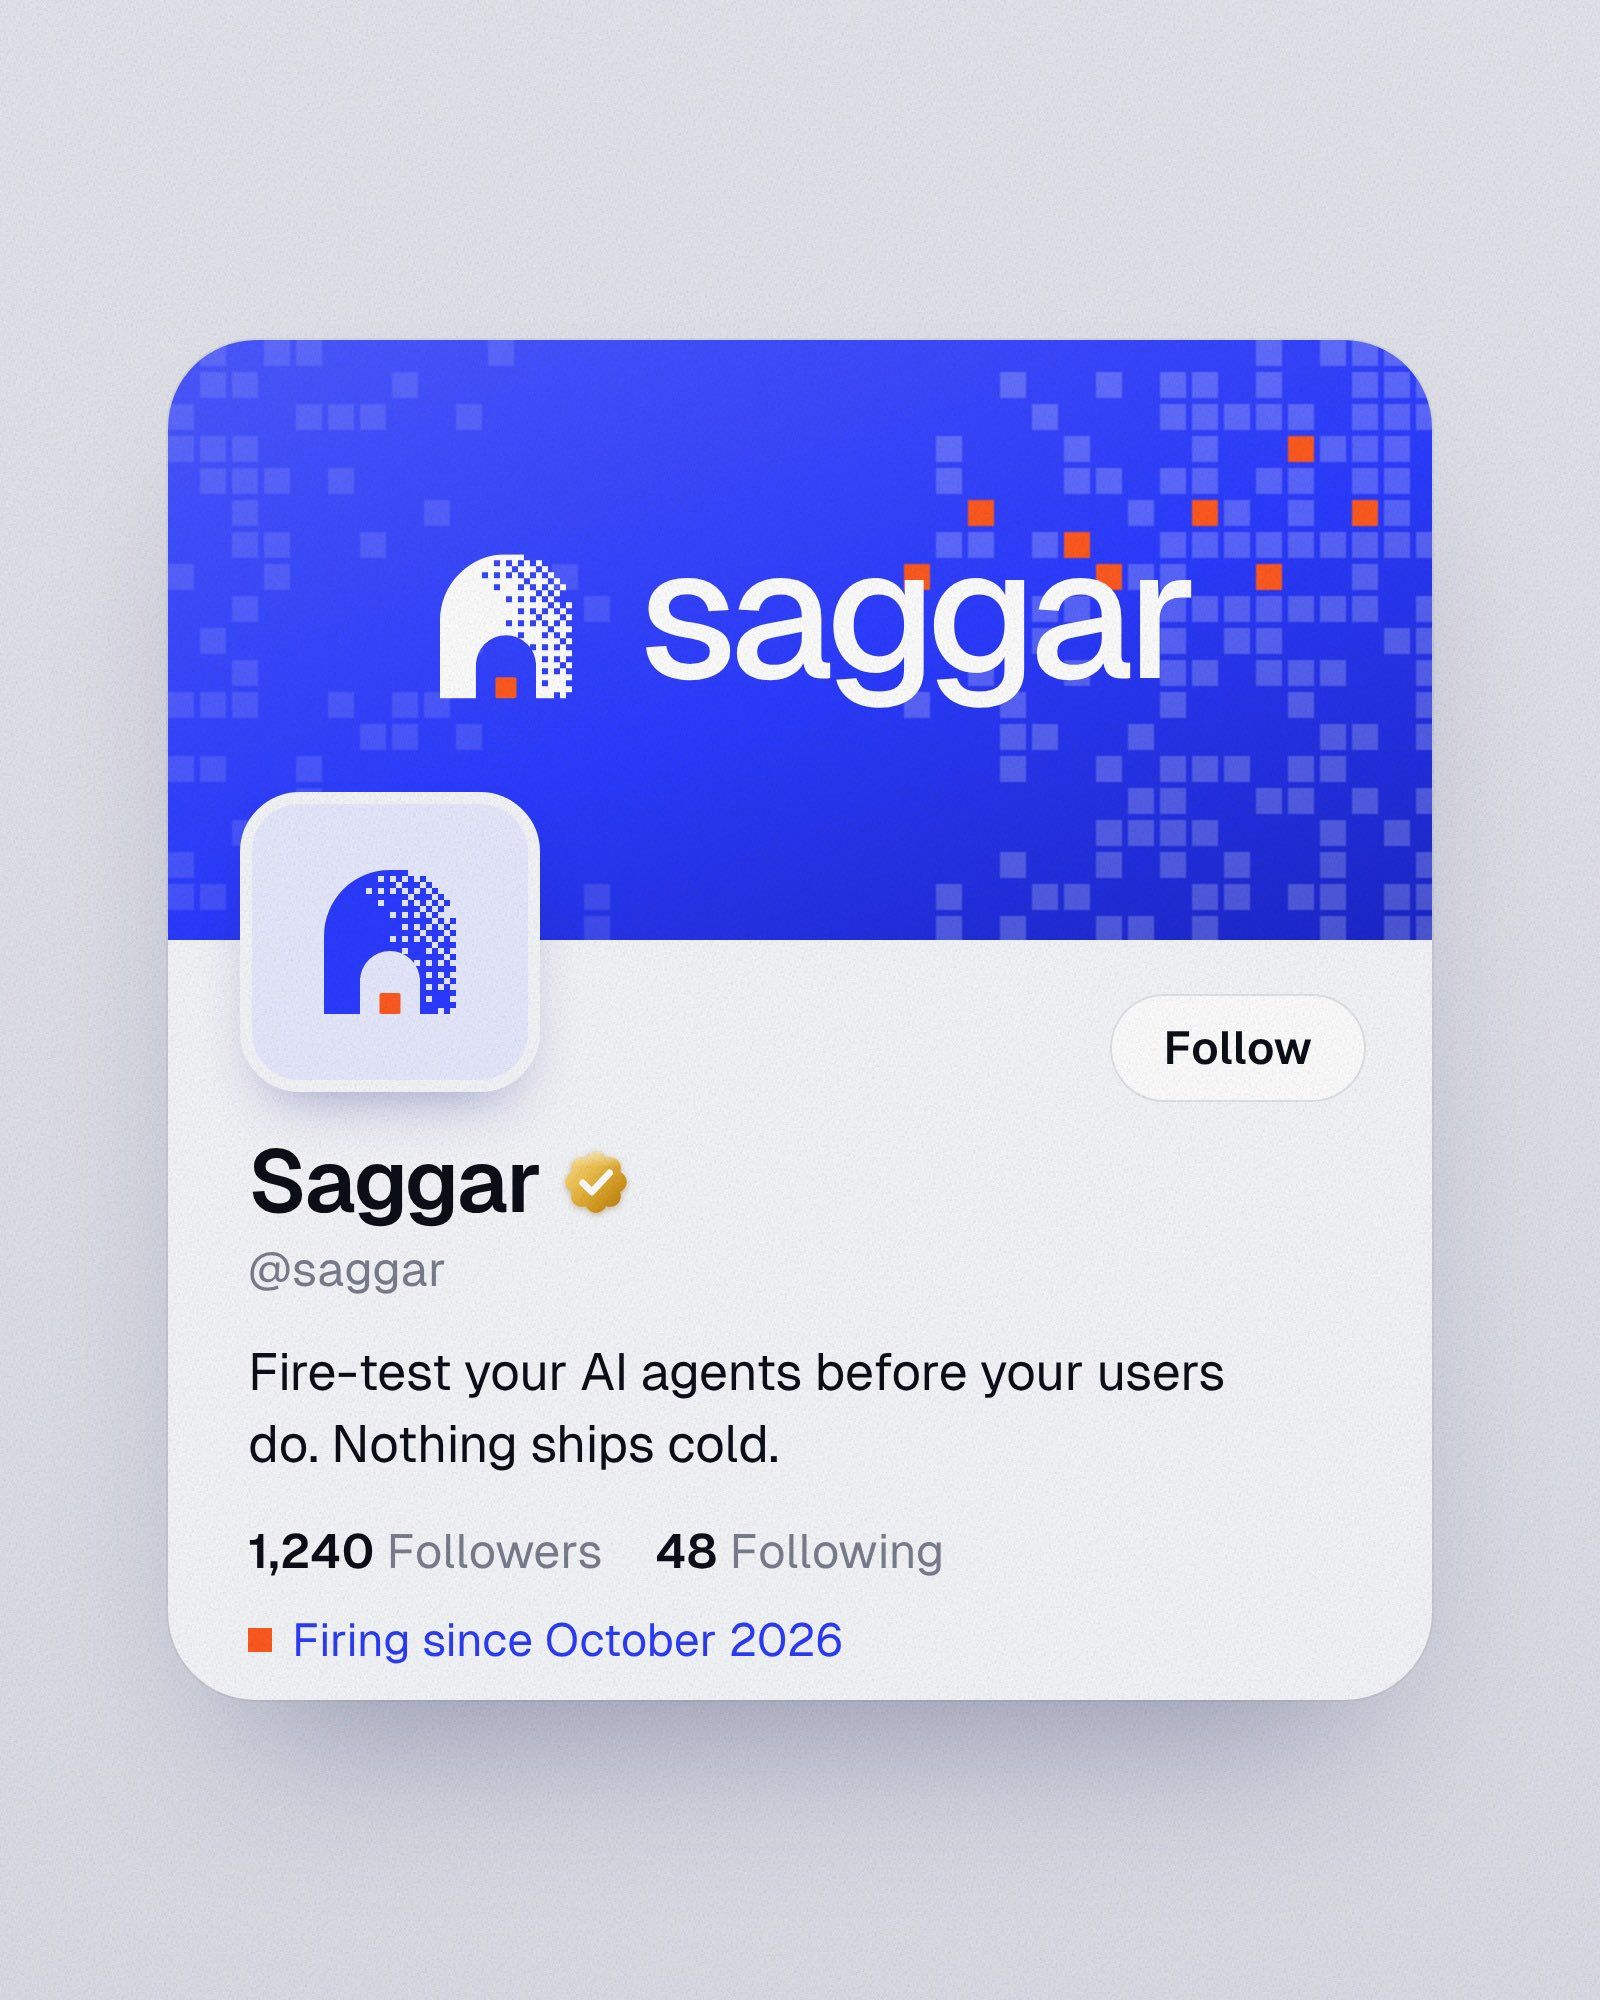 saggar
Follow
Saggar
@saggar
Fire-test your AI agents before your users
do. Nothing ships cold.
1,240 Followers 48 Following
Firing since October 2026